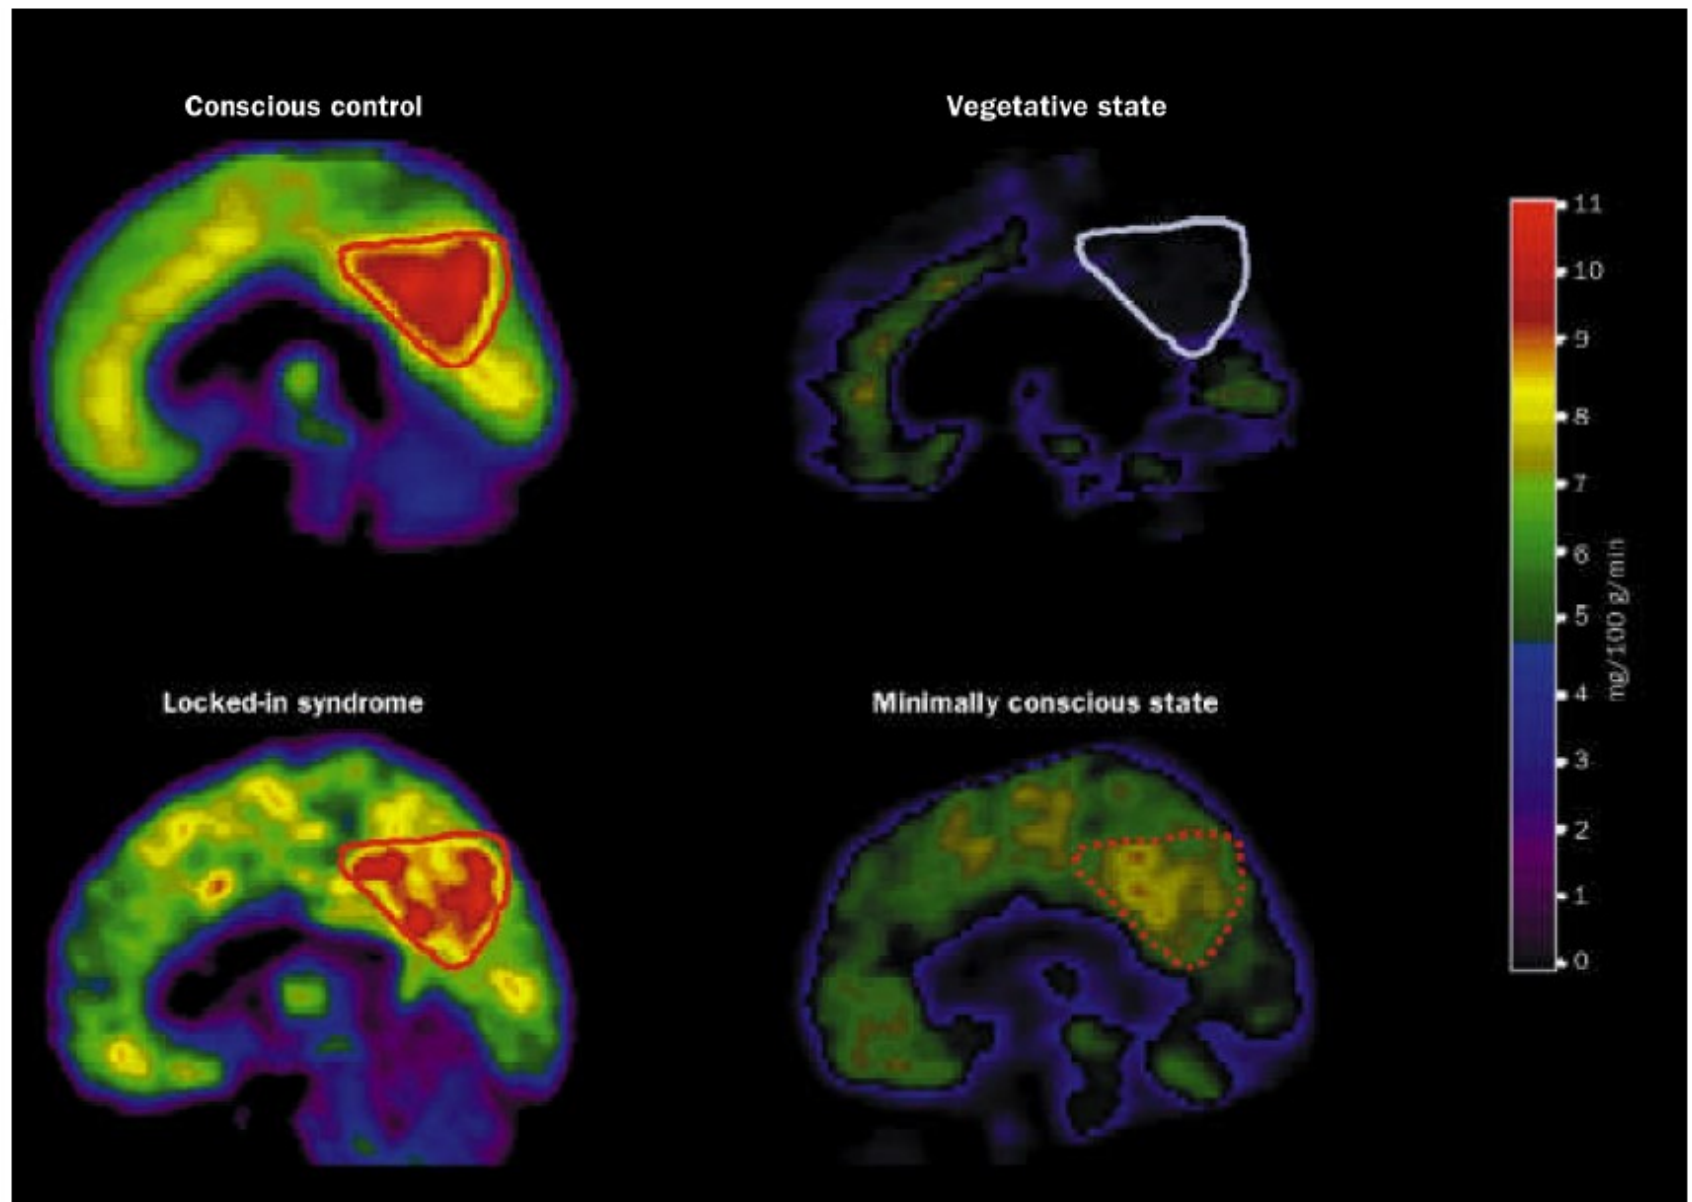 Conscious control
Vegetative state
11
10
9
8
7
6
5
4
3
2
1
0
mg/100 g/min
Locked-in syndrome
Minimally conscious state